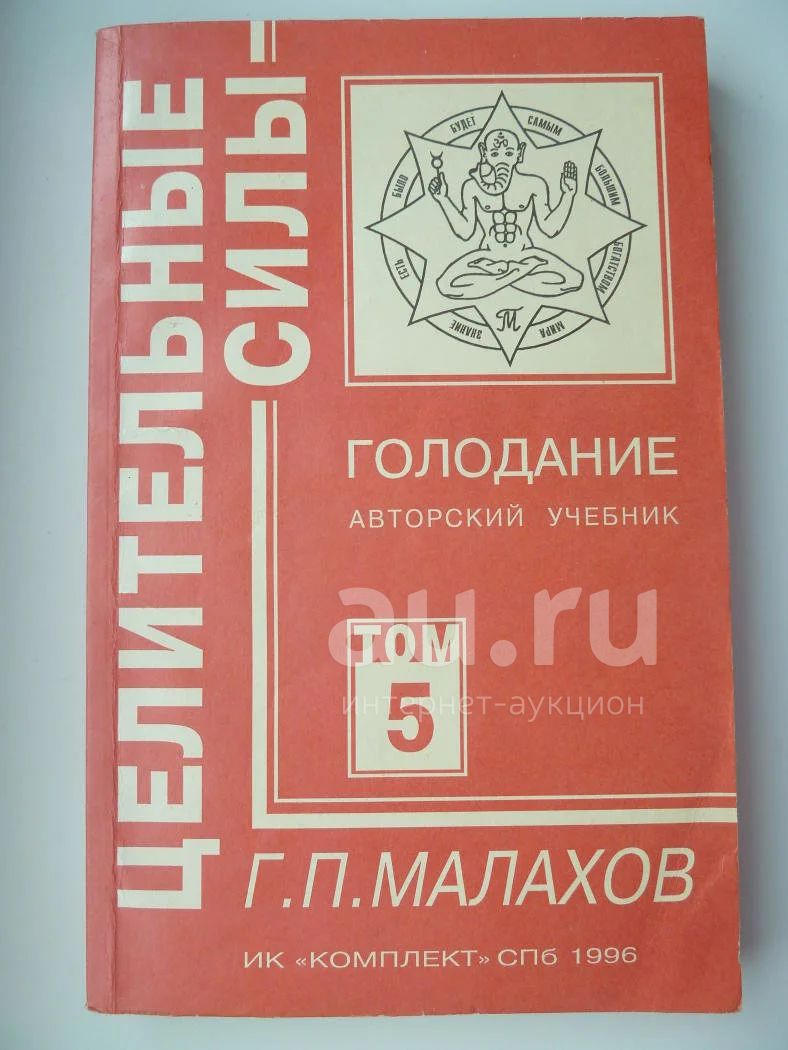 ЦЕЛИТЕЛЬНЫЕ
СИЛЫ
ЗНАНИЕ ЕСТЬ БЫЛО БУДЕТ САМЫМ БОЛЬШИМ БОГАТСТВОМ МИРА
М
ГОЛОДАНИЕ
АВТОРСКИЙ УЧЕБНИК
au.ru
интернет-аукцион
ТОМ
5
Г.П.МАЛАХОВ
ИК «КОМПЛЕКТ» СПб 1996